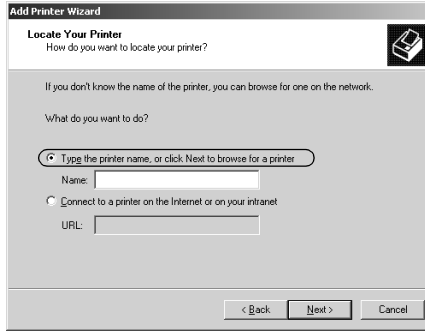 Add Printer Wizard
Locate Your Printer
How do you want to locate your printer?
If you don't know the name of the printer, you can browse for one on the network.
What do you want to do?
Type the printer name, or click Next to browse for a printer
Name:
Connect to a printer on the Internet or on your intranet
URL:
< Back Next > Cancel